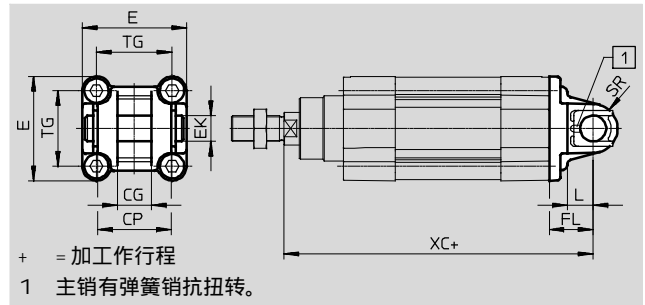 E
TG
1
SR
E
TG
EK
CG
L
CP
FL
XC+
+ = 加工作行程
1 主销有弹簧销抗扭转。